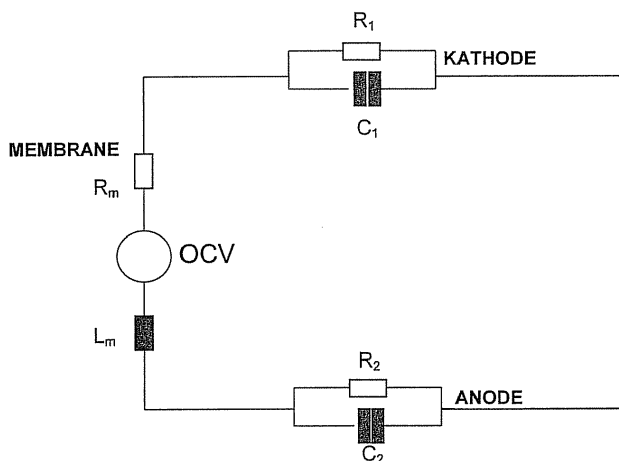 R₁
KATHODE
C₁
MEMBRANE
Rₘ
OCV
Lₘ
R₂
ANODE
C₂